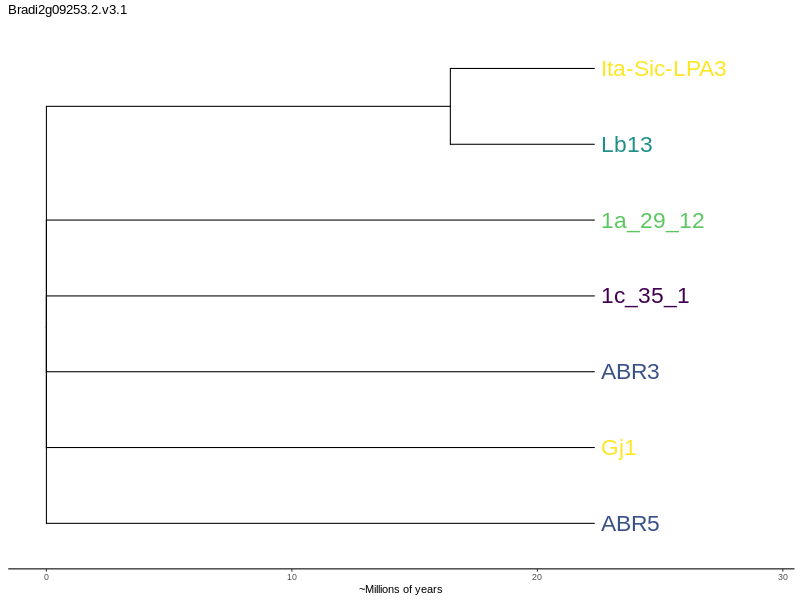 Bradi2g09253.2.v3.1
Ita-Sic-LPA3
Lb13
1a_29_12
1c_35_1
ABR3
Gj1
ABR5
0 10 20 30
~Millions of years